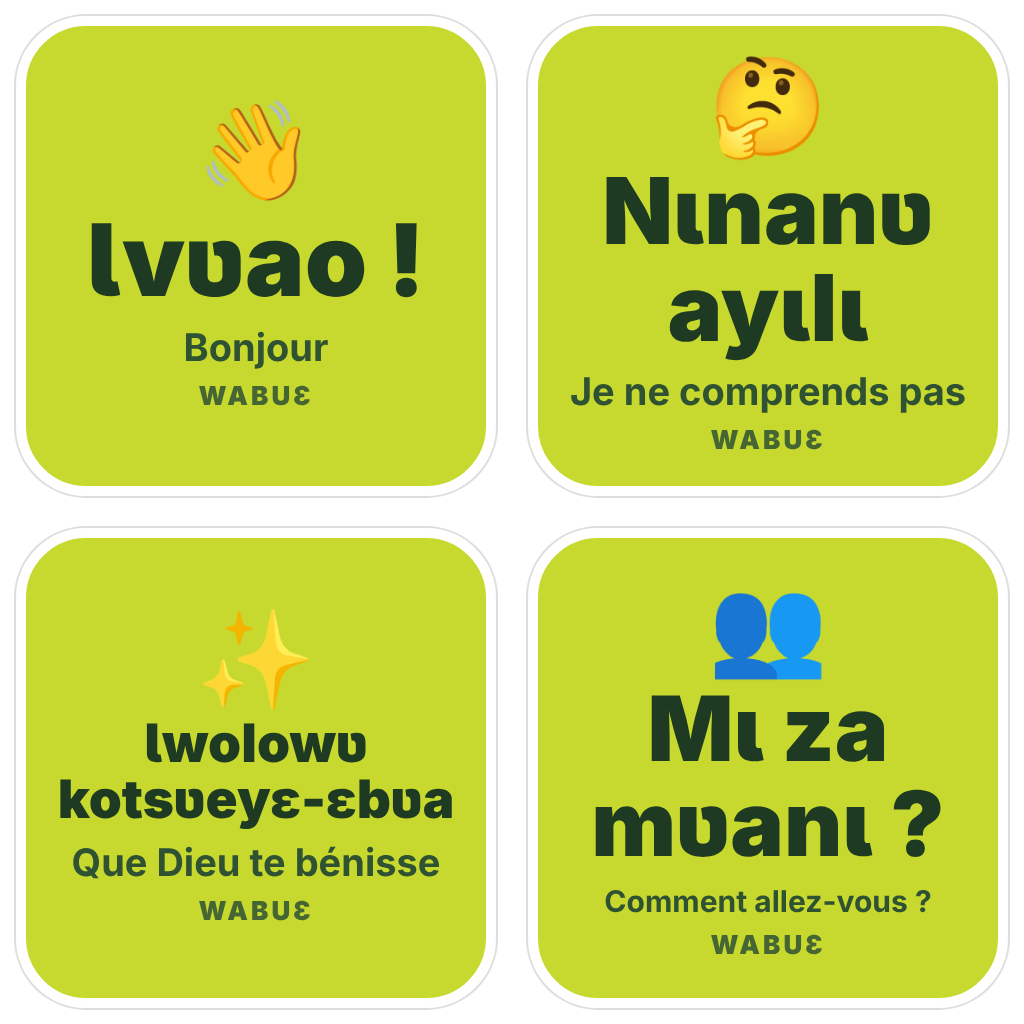 Ɩvʋao !
Bonjour
WABUƐ
Nɩnanʋ
ayɩlɩ
Je ne comprends pas
WABUƐ
Ɩwolowʋ
kotsʋeyɛ-ɛbʋa
Que Dieu te bénisse
WABUƐ
Mɩ za
mʋanɩ ?
Comment allez-vous ?
WABUƐ